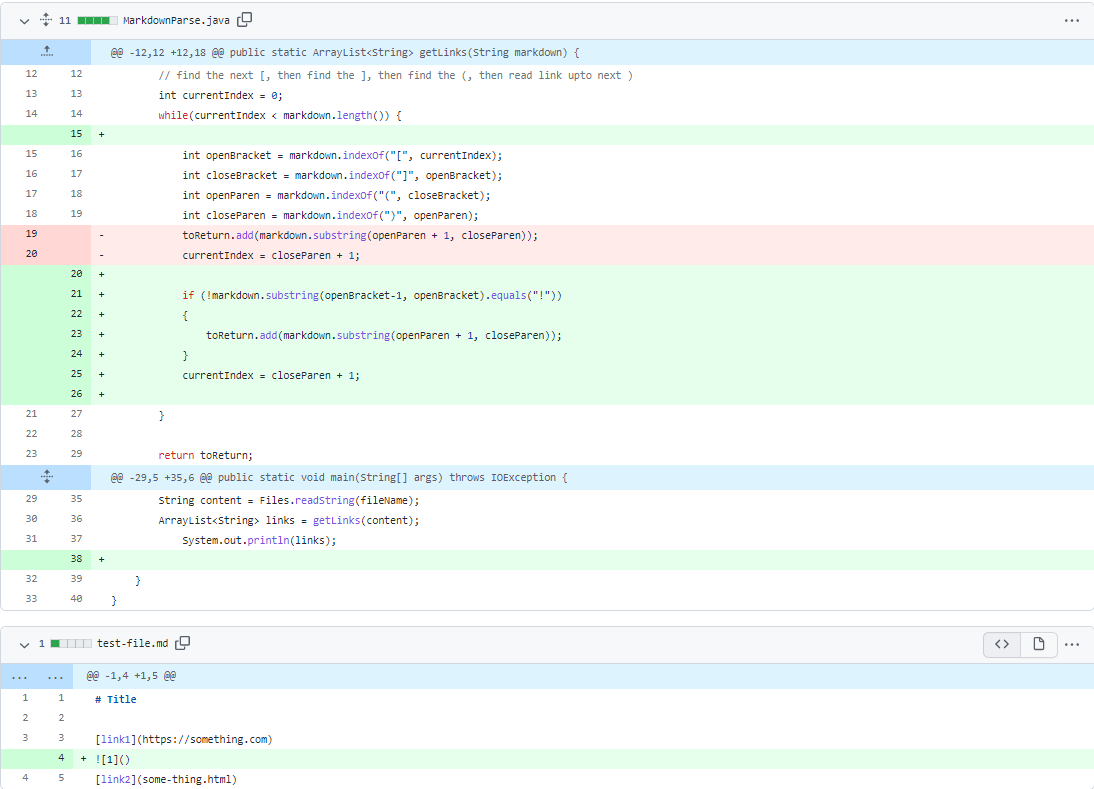 11 MarkdownParse.java ...
@@ -12,12 +12,18 @@ public static ArrayList<String> getLinks(String markdown) {
12 12 // find the next [, then find the ], then find the (, then read link upto next )
13 13 int currentIndex = 0;
14 14 while(currentIndex < markdown.length()) {
15 +
15 16 int openBracket = markdown.indexOf("[", currentIndex);
16 17 int closeBracket = markdown.indexOf("]", openBracket);
17 18 int openParen = markdown.indexOf("(", closeBracket);
18 19 int closeParen = markdown.indexOf(")", openParen);
19 - toReturn.add(markdown.substring(openParen + 1, closeParen));
20 - currentIndex = closeParen + 1;
20 +
21 + if (!markdown.substring(openBracket-1, openBracket).equals("!"))
22 + {
23 + toReturn.add(markdown.substring(openParen + 1, closeParen));
24 + }
25 + currentIndex = closeParen + 1;
26 +
21 27 }
22 28
23 29 return toReturn;
@@ -29,5 +35,6 @@ public static void main(String[] args) throws IOException {
29 35 String content = Files.readString(fileName);
30 36 ArrayList<String> links = getLinks(content);
31 37 System.out.println(links);
38 +
32 39 }
33 40 }
1 test-file.md <> ...
... ... @@ -1,4 +1,5 @@
1 1 # Title
2 2
3 3 [link1](https://something.com)
4 + ![1]()
4 5 [link2](some-thing.html)